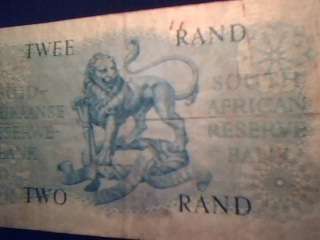 TWEE RAND
SOUTH
AFRICAN
RESERVE
BANK
TWO RAND